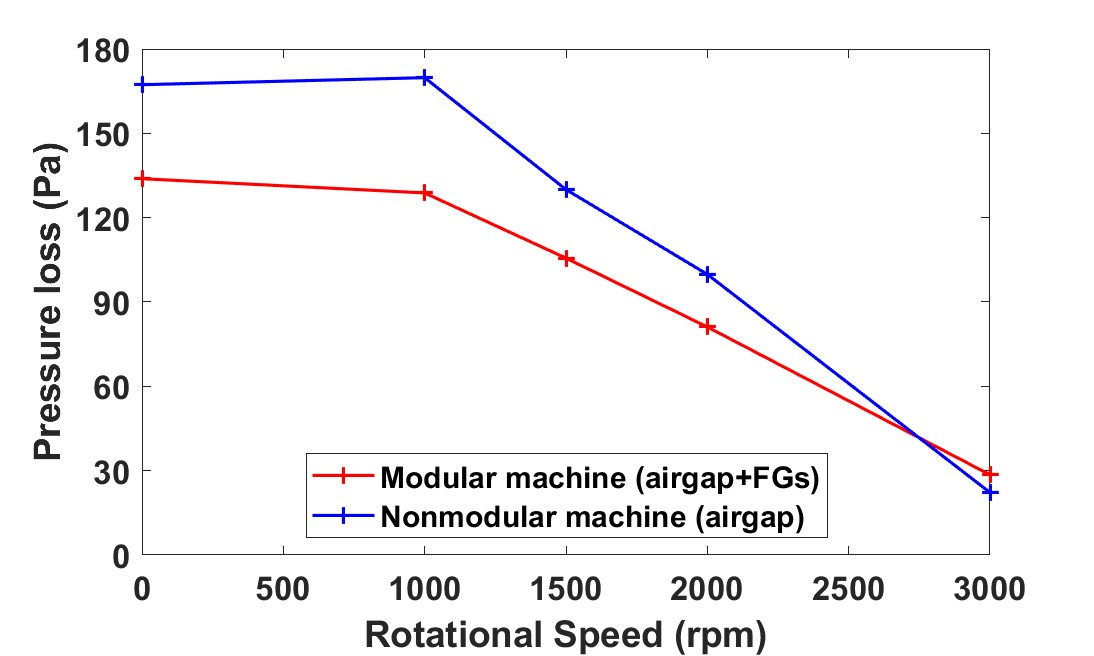 Pressure loss (Pa)
180
150
120
90
60
30
0
Modular machine (airgap+FGs)
Nonmodular machine (airgap)
0 500 1000 1500 2000 2500 3000
Rotational Speed (rpm)